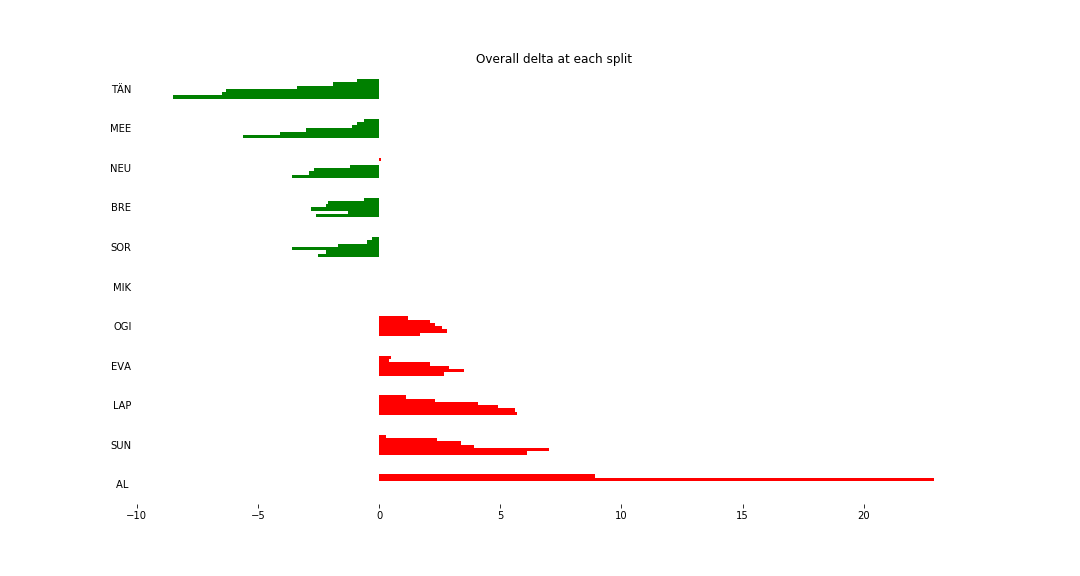 Overall delta at each split
TÄN
MEE
NEU
BRE
SOR
MIK
OGI
EVA
LAP
SUN
AL
−10 −5 0 5 10 15 20